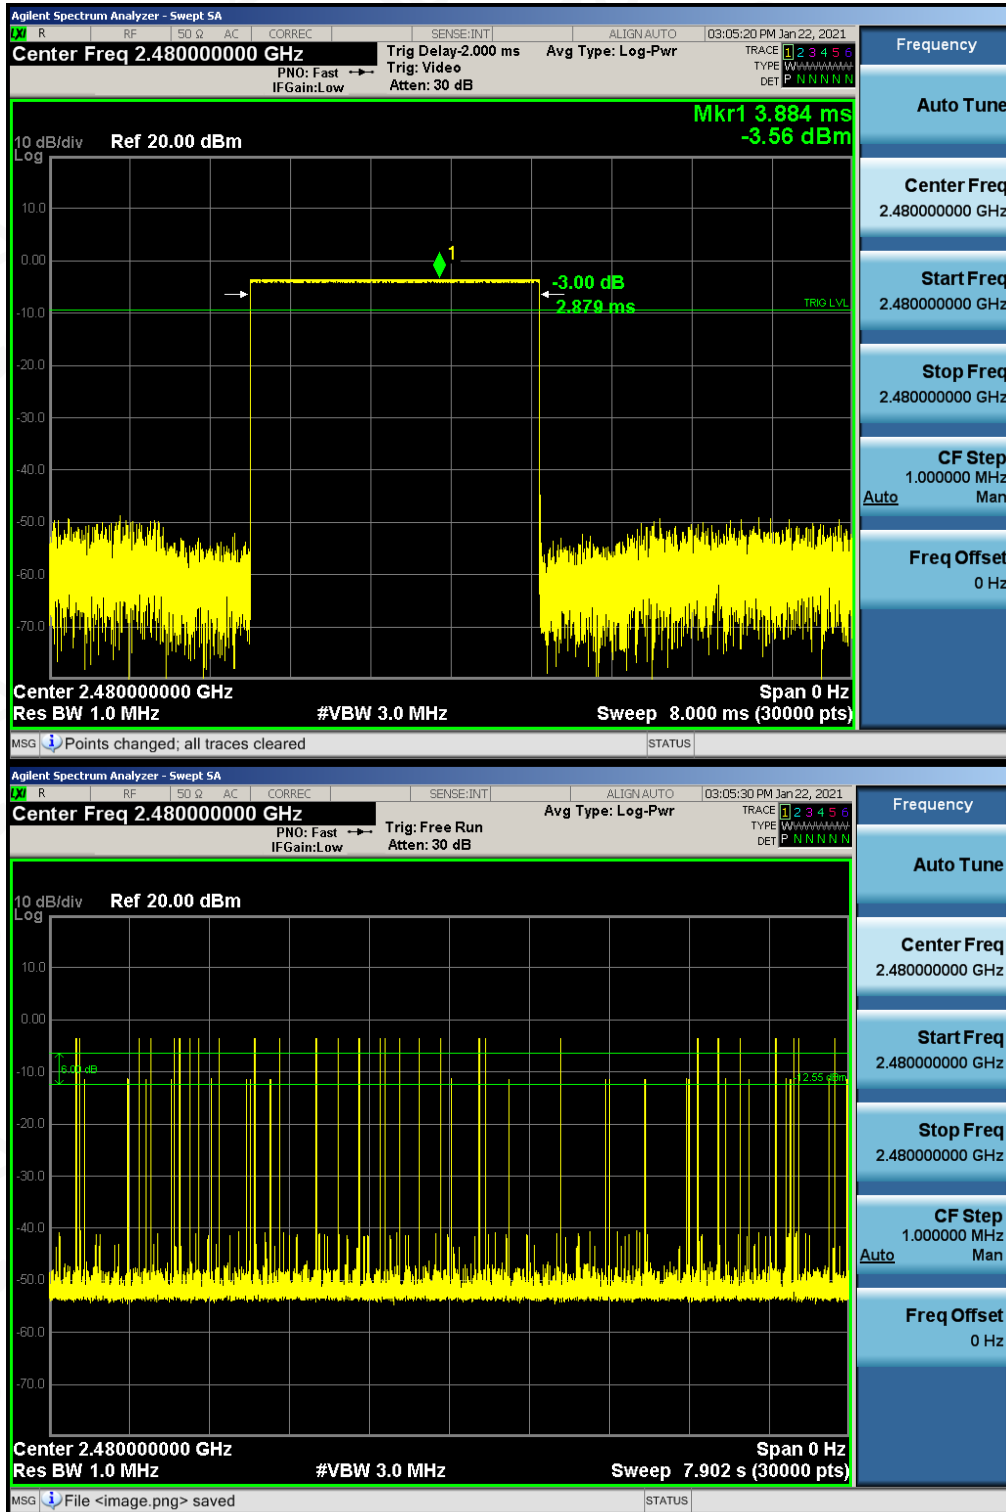 Agilent Spectrum Analyzer - Swept SA
LXI R RF 50 Ω AC CORREC SENSE:INT ALIGN AUTO 03:05:20 PM Jan 22, 2021
Center Freq 2.480000000 GHz
PNO: Fast
IFGain:Low
Trig Delay-2.000 ms
Trig: Video
Atten: 30 dB
Avg Type: Log-Pwr
TRACE 1 2 3 4 5 6
TYPE WWWWWW
DET P N N N N N
Mkr1 3.884 ms
-3.56 dBm
10 dB/div
Log
Ref 20.00 dBm
10.0
0.00
-10.0
-20.0
-30.0
-40.0
-50.0
-60.0
-70.0
1
-3.00 dB
2.879 ms
TRIG LVL
Center 2.480000000 GHz
Span 0 Hz
Res BW 1.0 MHz
#VBW 3.0 MHz
Sweep 8.000 ms (30000 pts)
MSG Points changed; all traces cleared
STATUS
Frequency
Auto Tune
Center Freq
2.480000000 GHz
Start Freq
2.480000000 GHz
Stop Freq
2.480000000 GHz
CF Step
1.000000 MHz
Auto Man
Freq Offset
0 Hz
Agilent Spectrum Analyzer - Swept SA
LXI R RF 50 Ω AC CORREC SENSE:INT ALIGN AUTO 03:05:30 PM Jan 22, 2021
Center Freq 2.480000000 GHz
PNO: Fast
IFGain:Low
Trig: Free Run
Atten: 30 dB
Avg Type: Log-Pwr
TRACE 1 2 3 4 5 6
TYPE WWWWWW
DET P N N N N N
10 dB/div
Log
Ref 20.00 dBm
10.0
0.00
-10.0
-20.0
-30.0
-40.0
-50.0
-60.0
-70.0
6.00 dB
-12.55 dBm
Center 2.480000000 GHz
Span 0 Hz
Res BW 1.0 MHz
#VBW 3.0 MHz
Sweep 7.902 s (30000 pts)
MSG File <image.png> saved
STATUS
Frequency
Auto Tune
Center Freq
2.480000000 GHz
Start Freq
2.480000000 GHz
Stop Freq
2.480000000 GHz
CF Step
1.000000 MHz
Auto Man
Freq Offset
0 Hz